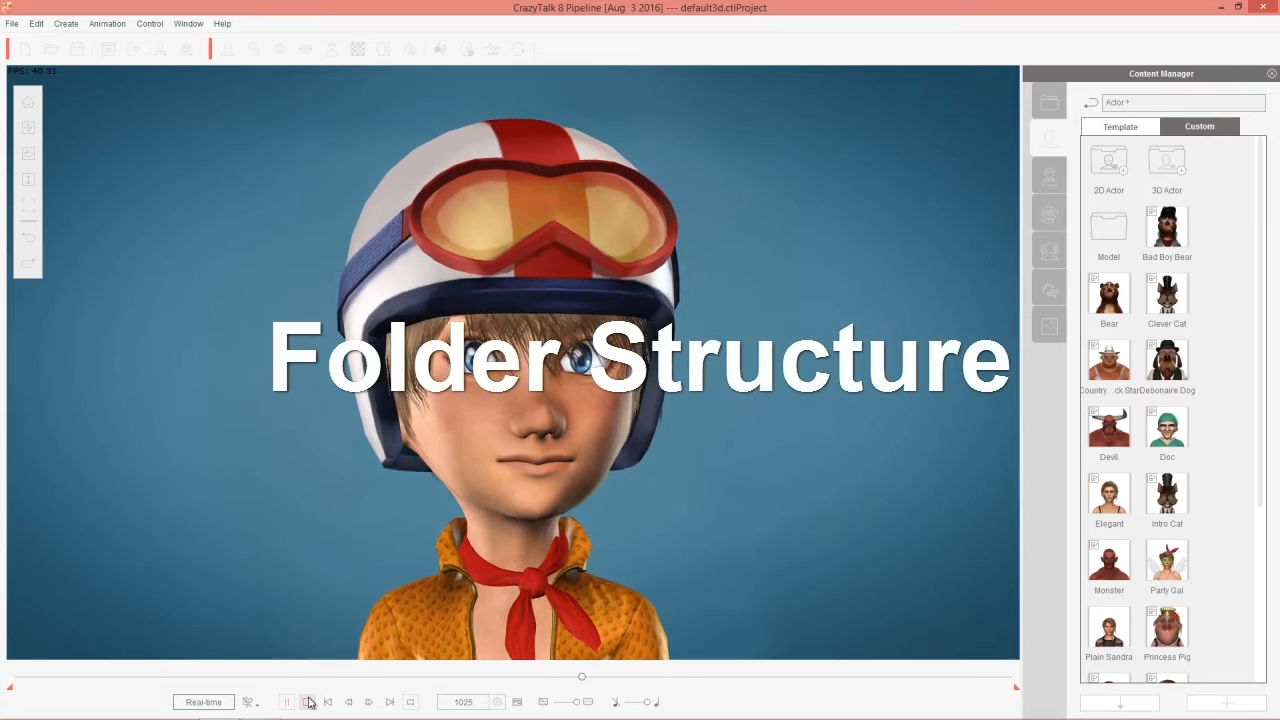 CrazyTalk 8 Pipeline [Aug 3 2016] --- default3d.ctiProject
File Edit Create Animation Control Window Help
FPS: 40.31
Folder Structure
Real-time
1025
Content Manager
Actor *
Template Custom
2D Actor 3D Actor
Model Bad Boy Bear
Bear Clever Cat
Country...ck Star Debonaire Dog
Devil Doc
Elegant Intro Cat
Monster Party Gal
Plain Sandra Princess Pig